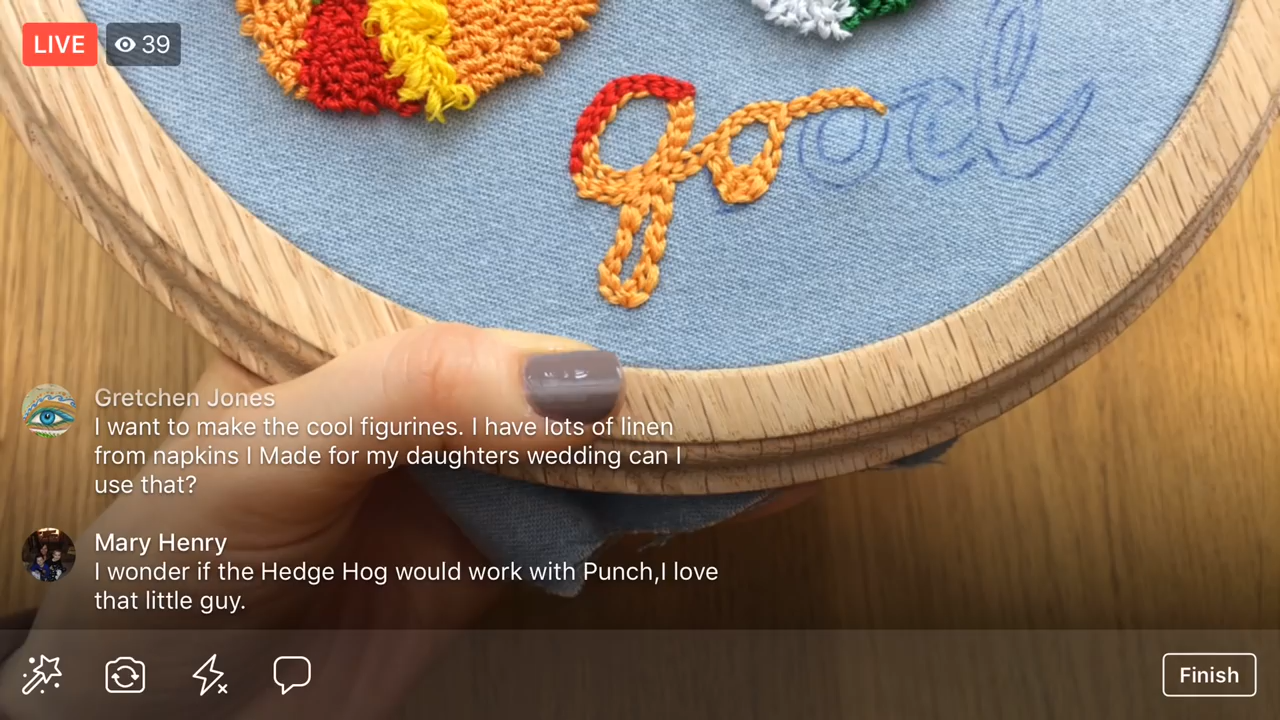 LIVE
39
good
Gretchen Jones
I want to make the cool figurines. I have lots of linen
from napkins I Made for my daughters wedding can I
use that?
Mary Henry
I wonder if the Hedge Hog would work with Punch,I love
that little guy.
Finish